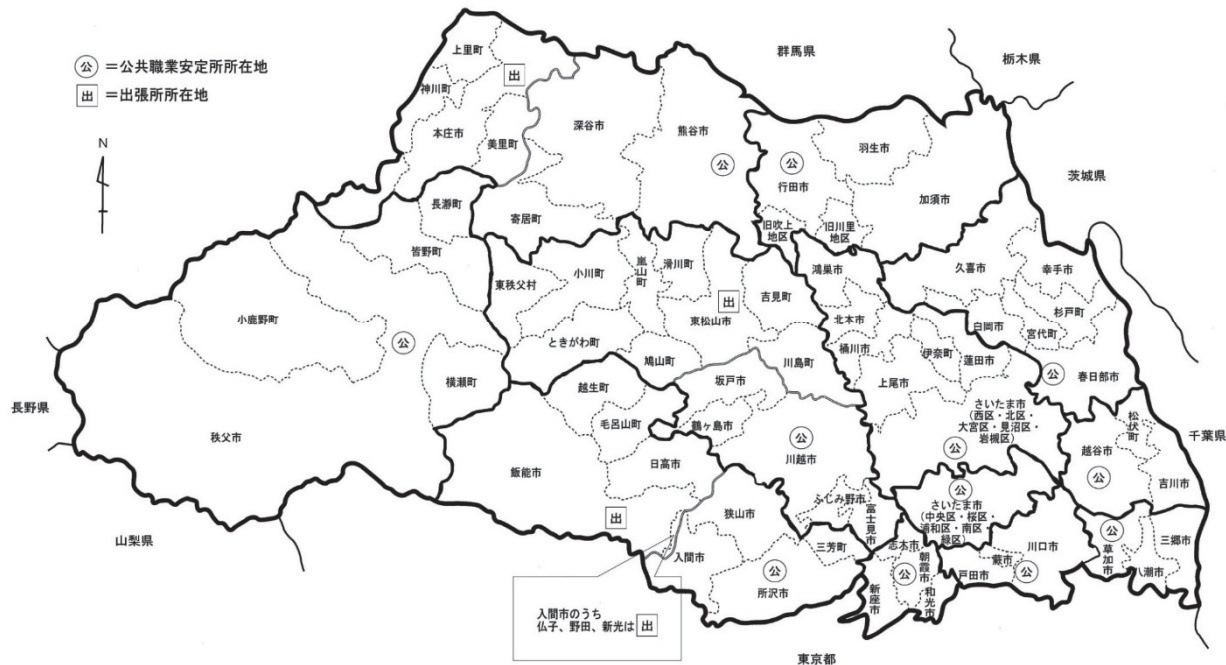 公 ＝公共職業安定所所在地
出 ＝出張所所在地
N
群馬県
栃木県
茨城県
千葉県
東京都
山梨県
長野県
上里町
出
神川町
本庄市
美里町
深谷市
熊谷市
公
寄居町
公
行田市
羽生市
加須市
旧吹上
地区
旧川里
地区
長瀞町
皆野町
小鹿野町
公
横瀬町
秩父市
東秩父村
小川町
嵐山町
滑川町
出
東松山市
吉見町
ときがわ町
鳩山町
川島町
鴻巣市
北本市
桶川市
上尾市
伊奈町
蓮田市
さいたま市
（西区・北区・
大宮区・見沼区・
岩槻区）
公
久喜市
幸手市
杉戸町
白岡市
宮代町
公
春日部市
越生町
毛呂山町
日高市
飯能市
出
坂戸市
鶴ヶ島市
公
川越市
ふじみ野市
富士見市
狭山市
入間市
三芳町
公
所沢市
公
さいたま市
（中央区・桜区・
浦和区・南区・
緑区）
志木市
朝霞市
公
新座市
和光市
川口市
蕨市
戸田市
公
松伏町
越谷市
公
吉川市
公
草加市
三郷市
八潮市
入間市のうち
仏子、野田、新光は 出